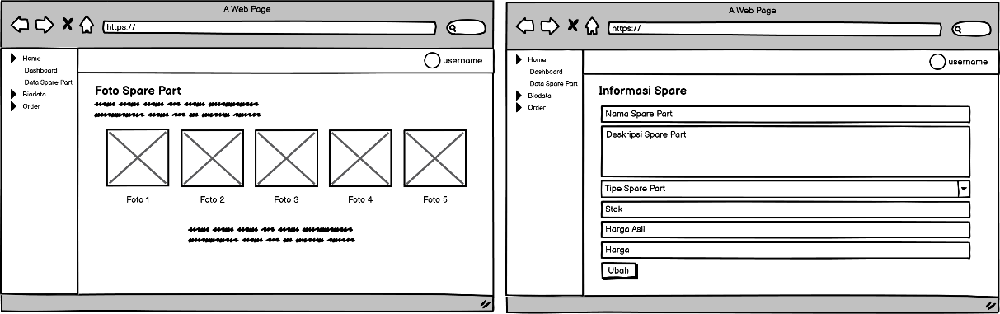 A Web Page
https://
username
Home
Dashboard
Data Spare Part
Biodata
Order
Foto Spare Part
Foto 1
Foto 2
Foto 3
Foto 4
Foto 5
A Web Page
https://
username
Home
Dashboard
Data Spare Part
Biodata
Order
Informasi Spare
Nama Spare Part
Deskripsi Spare Part
Tipe Spare Part
Stok
Harga Asli
Harga
Ubah